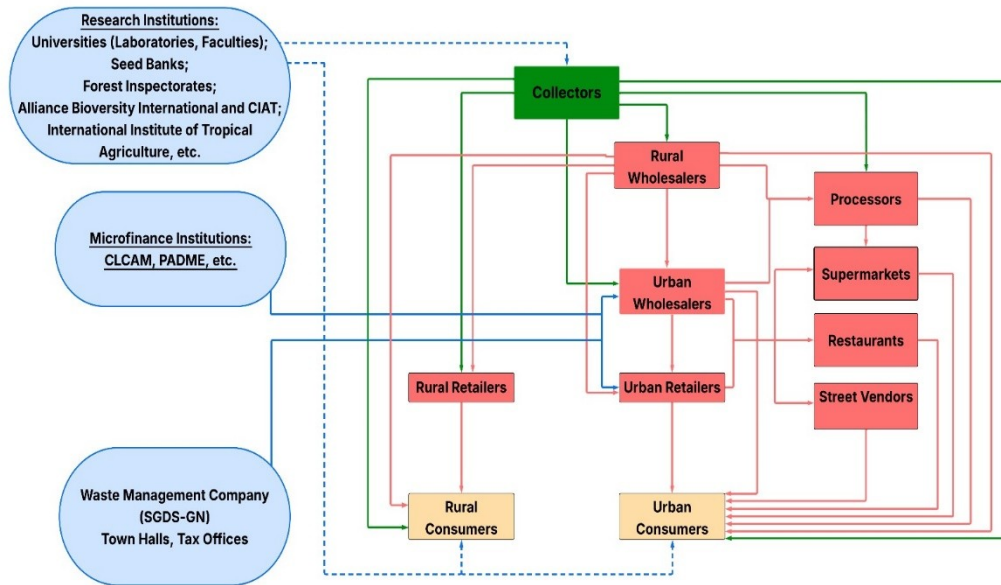 Research Institutions:
Universities (Laboratories, Faculties);
Seed Banks;
Forest Inspectorates;
Alliance Bioversity International and CIAT;
International Institute of Tropical
Agriculture, etc.
Collectors
Rural
Wholesalers
Processors
Microfinance Institutions:
CLCAM, PADME, etc.
Urban
Wholesalers
Supermarkets
Restaurants
Rural Retailers
Urban Retailers
Street Vendors
Waste Management Company
(SGDS-GN)
Town Halls, Tax Offices
Rural
Consumers
Urban
Consumers